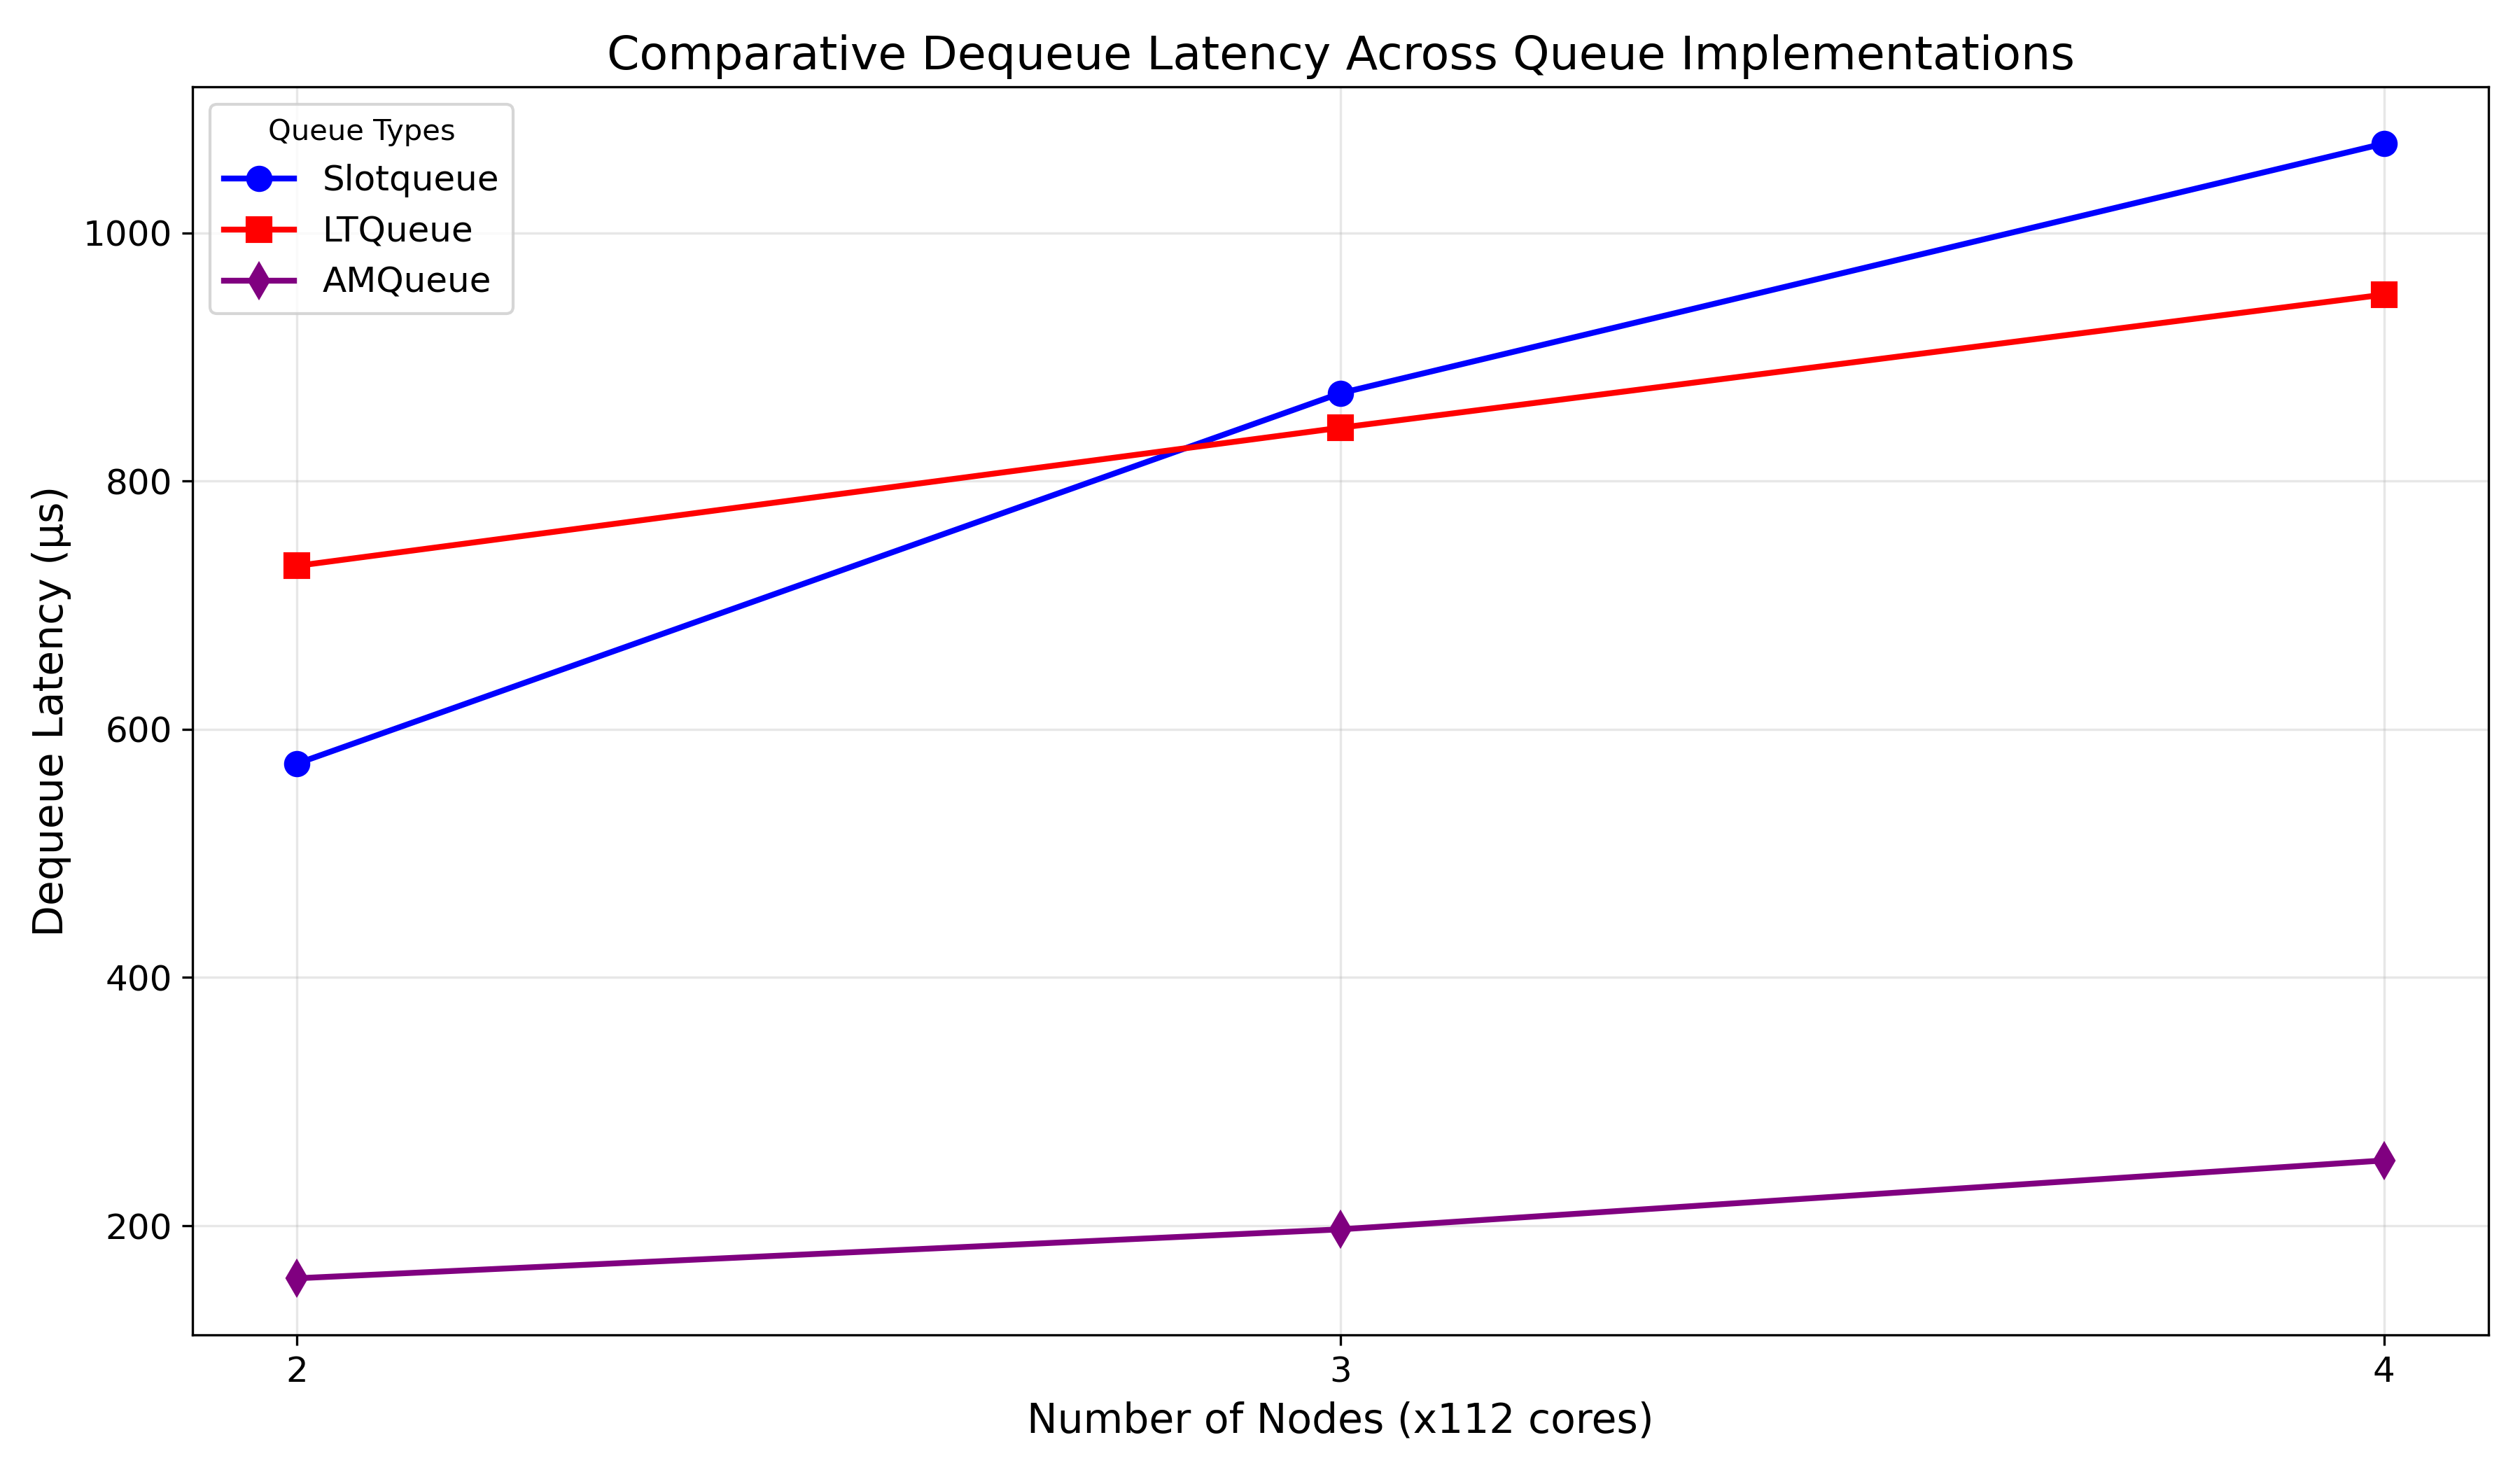 Comparative Dequeue Latency Across Queue Implementations
Queue Types
Slotqueue
LTQueue
AMQueue
Dequeue Latency (μs)
1000
800
600
400
200
2
3
4
Number of Nodes (x112 cores)